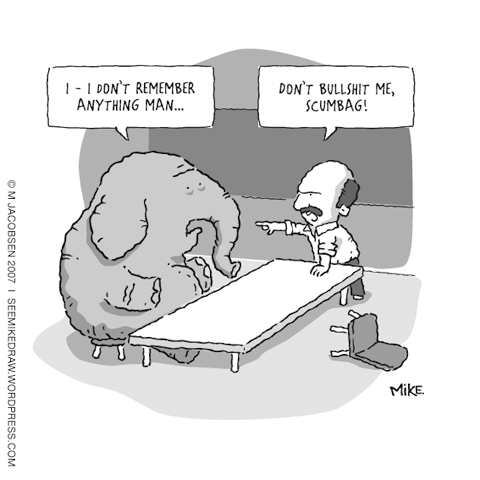 I - I DON'T REMEMBER
ANYTHING MAN...
DON'T BULLSHIT ME,
SCUMBAG!
© M JACOBSEN 2007 | SEEMIKEDRAW.WORDPRESS.COM
MIKE.